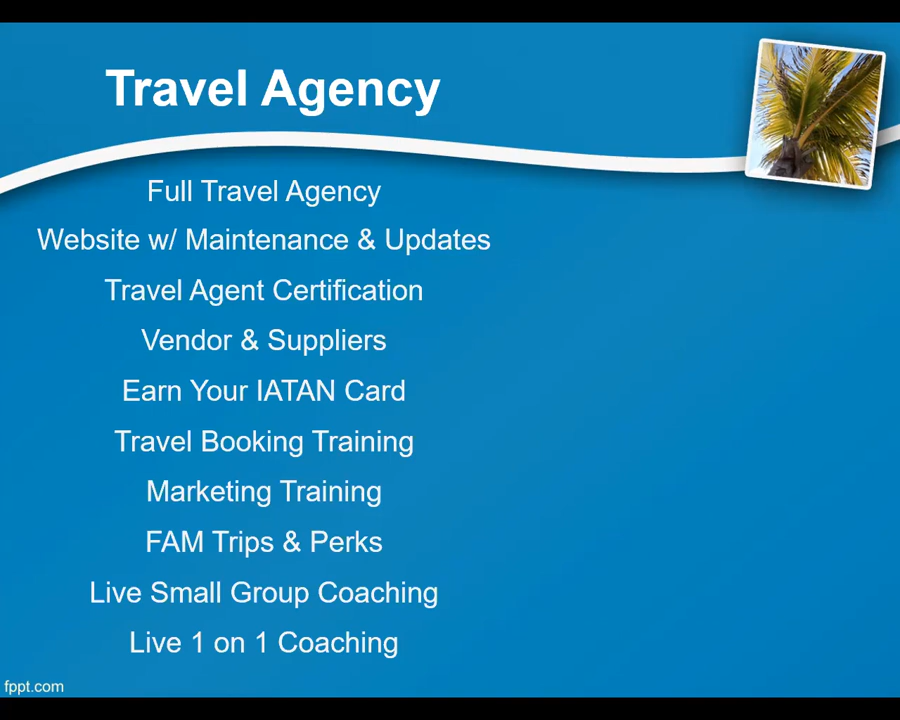 Travel Agency
Full Travel Agency
Website w/ Maintenance & Updates
Travel Agent Certification
Vendor & Suppliers
Earn Your IATAN Card
Travel Booking Training
Marketing Training
FAM Trips & Perks
Live Small Group Coaching
Live 1 on 1 Coaching
fppt.com